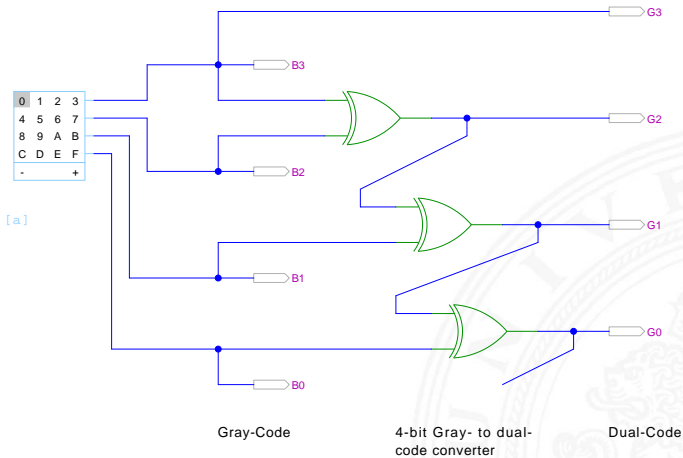 G3
B3
0 1 2 3
4 5 6 7
8 9 A B
C D E F
- +
G2
B2
[a]
G1
B1
G0
B0
Gray-Code
4-bit Gray- to dual-
code converter
Dual-Code